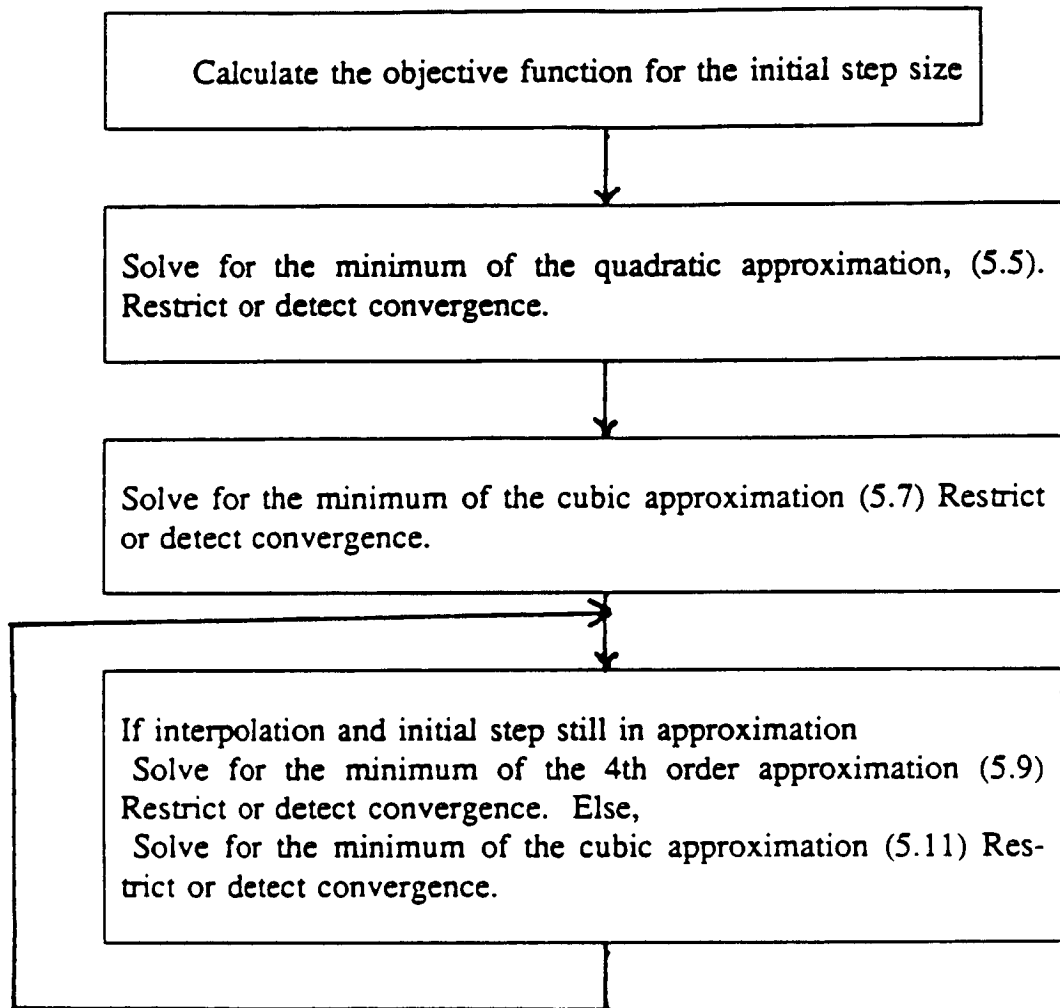 Calculate the objective function for the initial step size
Solve for the minimum of the quadratic approximation, (5.5).
Restrict or detect convergence.
Solve for the minimum of the cubic approximation (5.7) Restrict
or detect convergence.
If interpolation and initial step still in approximation
Solve for the minimum of the 4th order approximation (5.9)
Restrict or detect convergence. Else,
Solve for the minimum of the cubic approximation (5.11) Res-
trict or detect convergence.